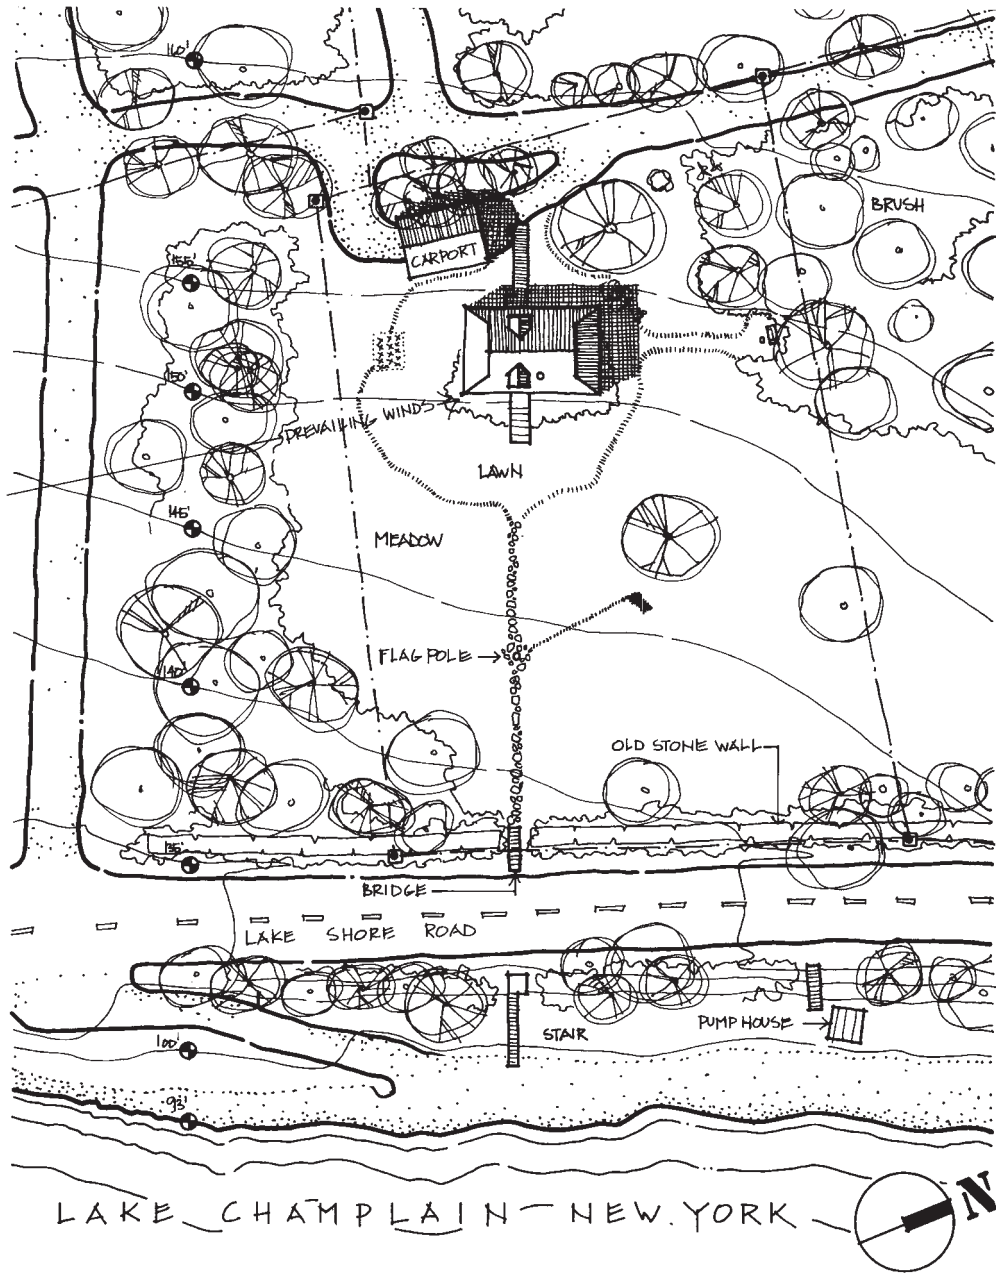 160'
BRUSH
155'
CARPORT
150'
PREVAILING WINDS
LAWN
145'
MEADOW
FLAG POLE
140'
OLD STONE WALL
135'
BRIDGE
LAKE SHORE ROAD
STAIR
PUMP HOUSE
100'
93'
LAKE CHAMPLAIN - NEW YORK
N